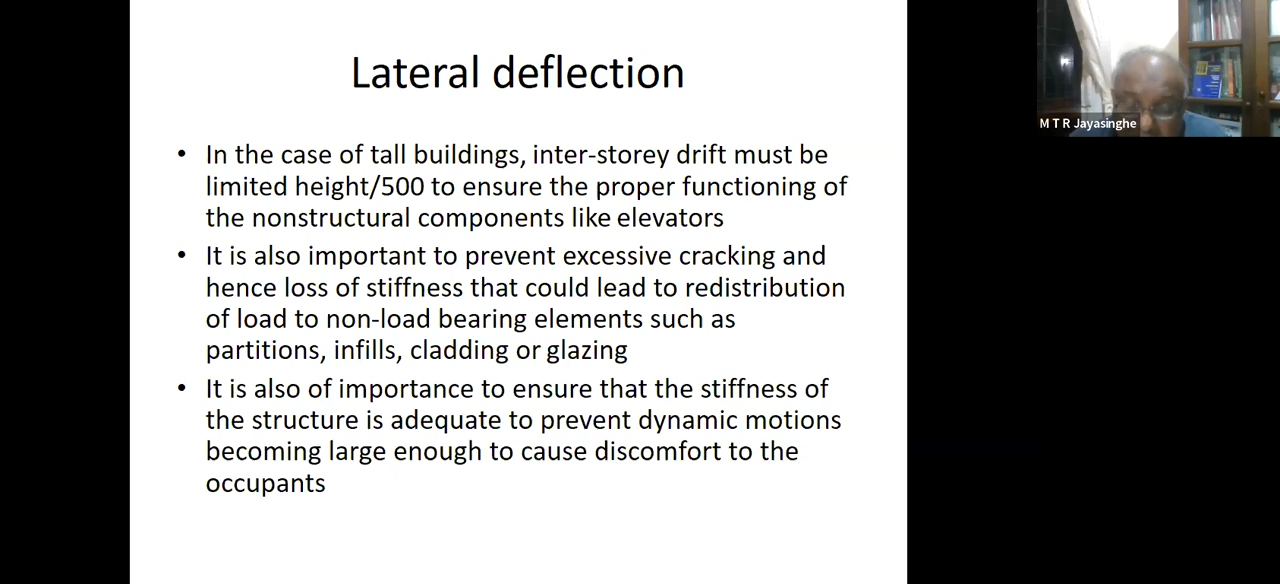 Lateral deflection
• In the case of tall buildings, inter-storey drift must be
limited height/500 to ensure the proper functioning of
the nonstructural components like elevators
• It is also important to prevent excessive cracking and
hence loss of stiffness that could lead to redistribution
of load to non-load bearing elements such as
partitions, infills, cladding or glazing
• It is also of importance to ensure that the stiffness of
the structure is adequate to prevent dynamic motions
becoming large enough to cause discomfort to the
occupants
M T R Jayasinghe